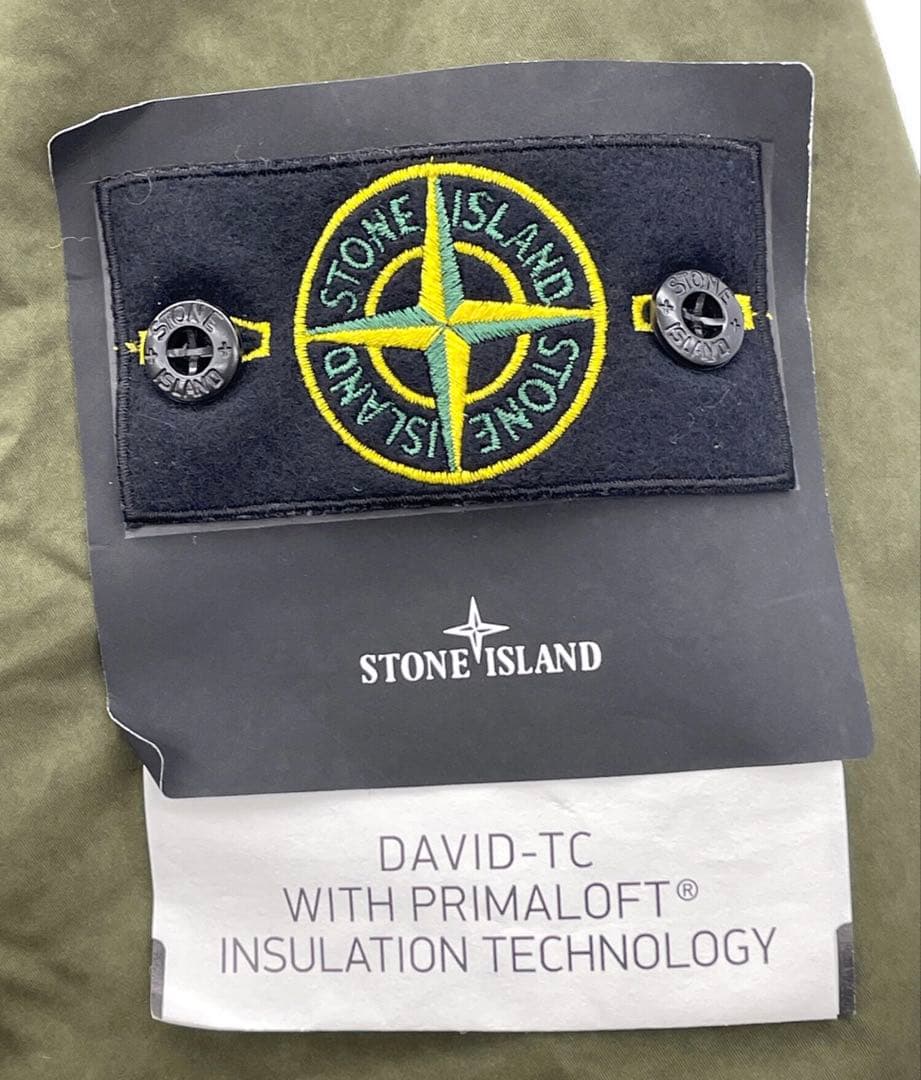 STONE ISLAND
STONE ISLAND
STONE
ISLAND
STONE
ISLAND
STONE ISLAND
DAVID-TC
WITH PRIMALOFT®
INSULATION TECHNOLOGY